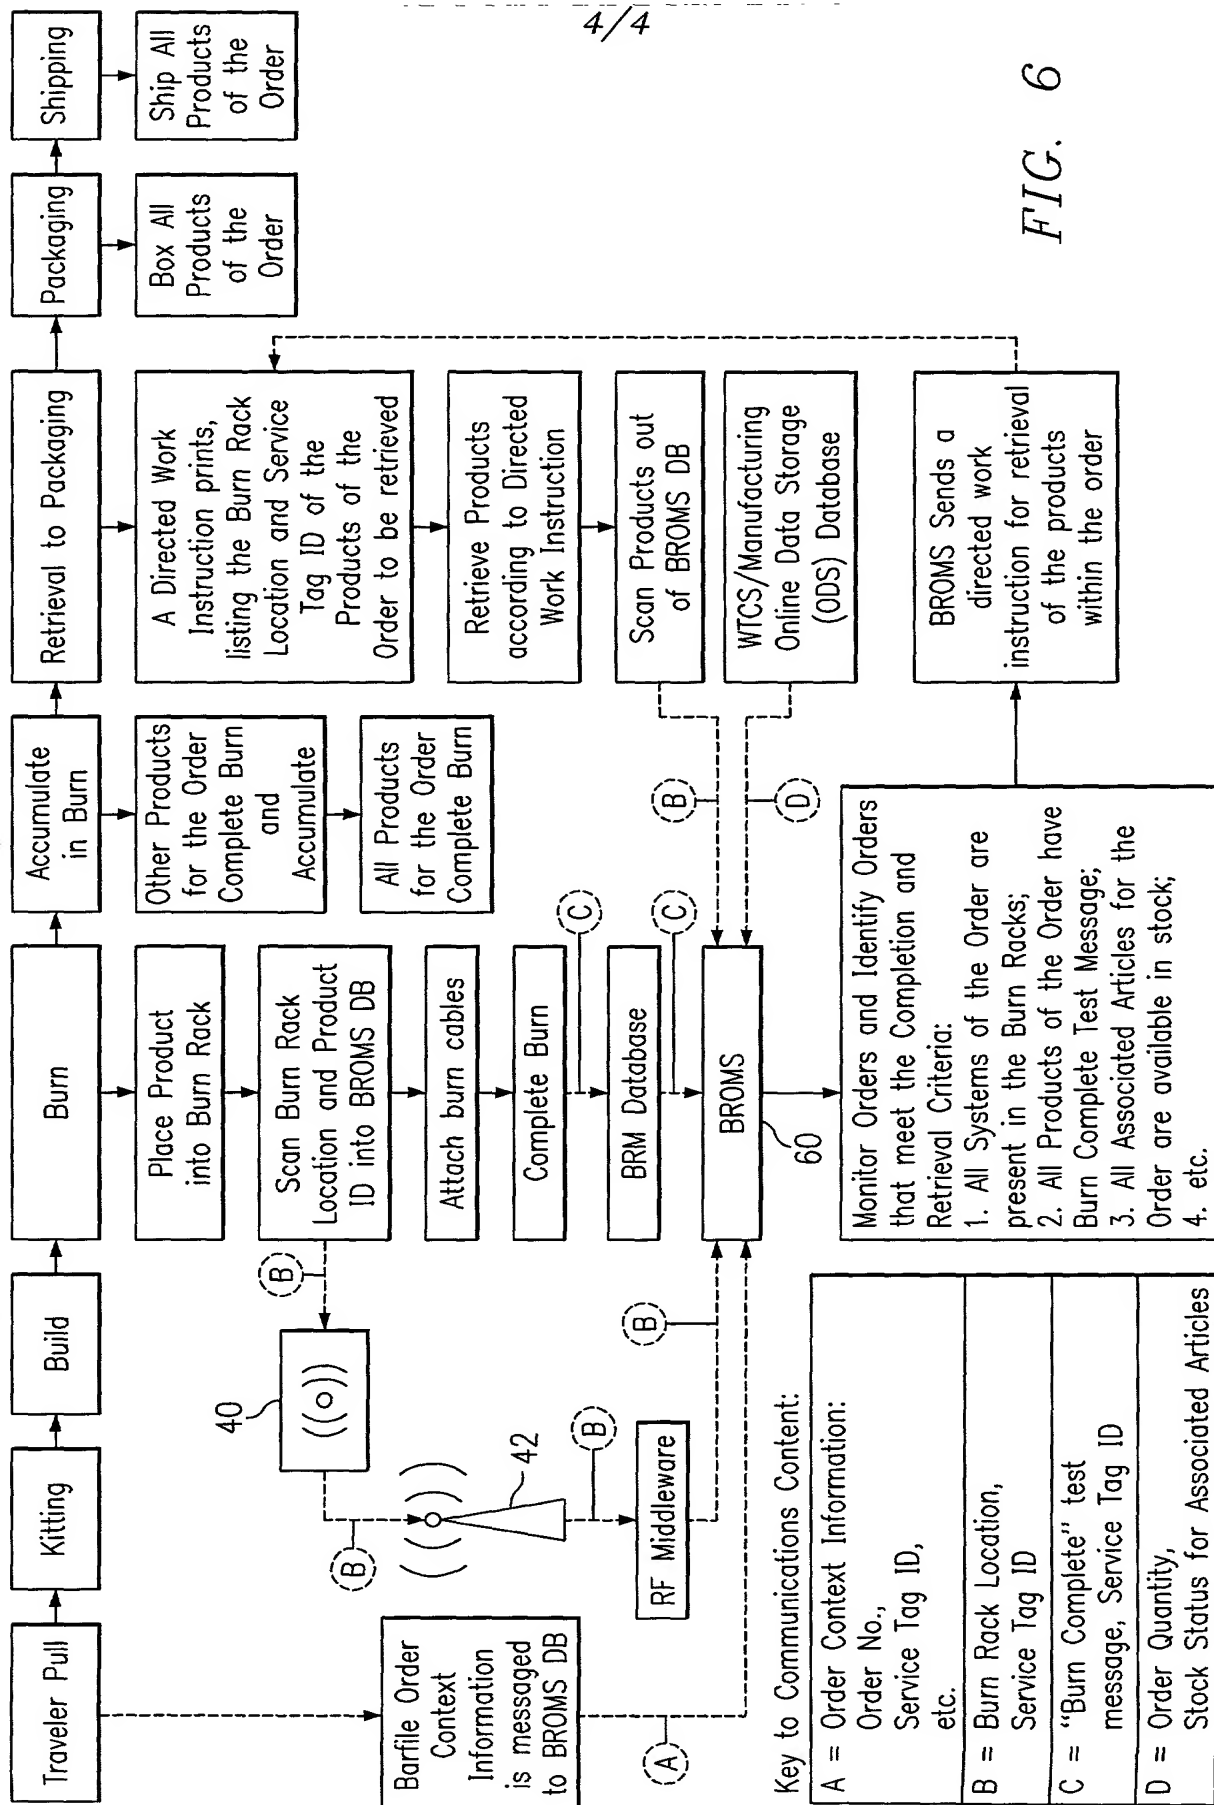 4/4
Traveler Pull
Kitting
Build
Burn
Accumulate
in Burn
Retrieval to Packaging
Packaging
Shipping
Barfile Order
Context
Information
is messaged
to BROMS DB
A
Place Product
into Burn Rack
Scan Burn Rack
Location and Product
ID into BROMS DB
B
40
((o))
B
42
B
RF Middleware
B
Attach burn cables
Complete Burn
C
BRM Database
C
BROMS
60
Other Products
for the Order
Complete Burn
and
Accumulate
All Products
for the Order
Complete Burn
A Directed Work
Instruction prints,
listing the Burn Rack
Location and Service
Tag ID of the
Products of the
Order to be retrieved
Retrieve Products
according to Directed
Work Instruction
Scan Products out
of BROMS DB
B
WTCS/Manufacturing
Online Data Storage
(ODS) Database
D
Box All
Products
of the
Order
Ship All
Products
of the
Order
Monitor Orders and Identify Orders
that meet the Completion and
Retrieval Criteria:
1. All Systems of the Order are
present in the Burn Racks;
2. All Products of the Order have
Burn Complete Test Message;
3. All Associated Articles for the
Order are available in stock;
4. etc.
BROMS Sends a
directed work
instruction for retrieval
of the products
within the order
Key to Communications Content:
A = Order Context Information:
Order No.,
Service Tag ID,
etc.
B = Burn Rack Location,
Service Tag ID
C = "Burn Complete" test
message, Service Tag ID
D = Order Quantity,
Stock Status for Associated Articles
FIG. 6